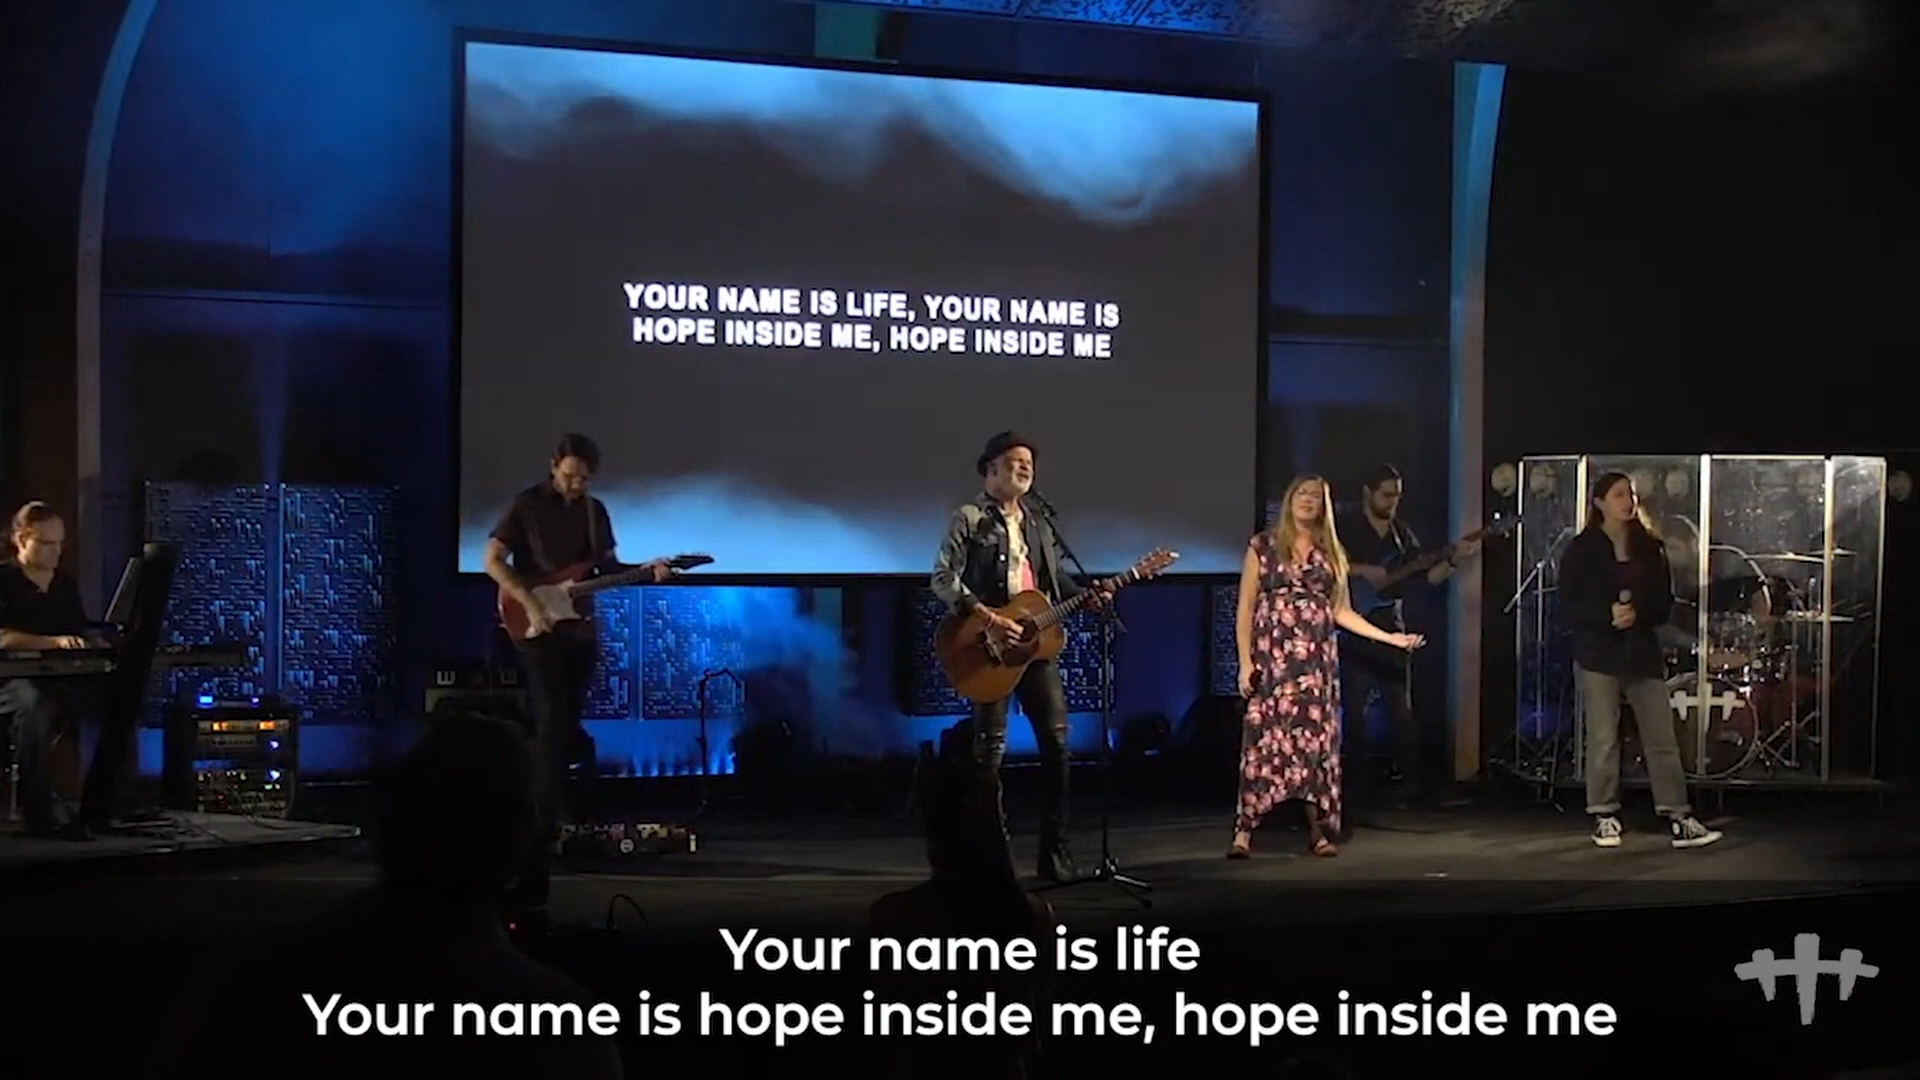 YOUR NAME IS LIFE, YOUR NAME IS
HOPE INSIDE ME, HOPE INSIDE ME
Your name is life
Your name is hope inside me, hope inside me